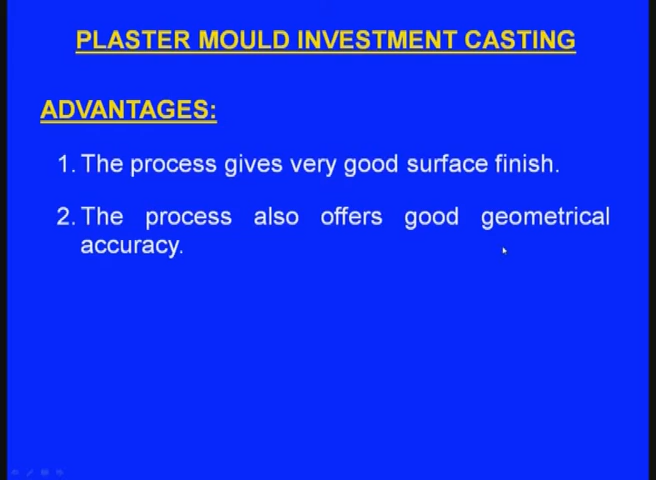 PLASTER MOULD INVESTMENT CASTING
ADVANTAGES:
1. The process gives very good surface finish.
2. The process also offers good geometrical
accuracy.